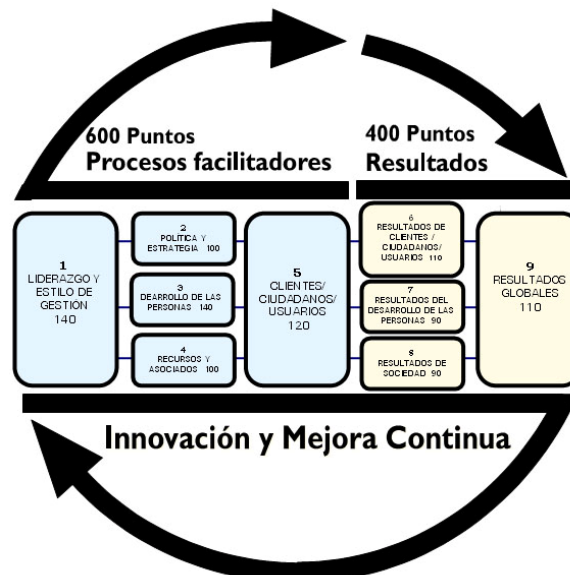 600 Puntos
Procesos facilitadores
400 Puntos
Resultados
1
LIDERAZGO Y
ESTILO DE
GESTIÓN
140
2
POLÍTICA Y
ESTRATEGIA 100
3
DEARROLLO DE LAS
PERSONAS 140
4
RECURSOS Y
ASOCIADOS 100
5
CLIENTES/
CIUDADANOS/
USUARIOS
120
6
RESULTADOS DE
CLIENTES /
CIUDADANOS/
USUARIOS 110
7
RESULTADOS DEL
DESARROLLO DE LAS
PERSONAS 90
8
RESULTADOS DE
SOCIEDAD 90
9
RESULTADOS
GLOBALES
110
Innovación y Mejora Continua